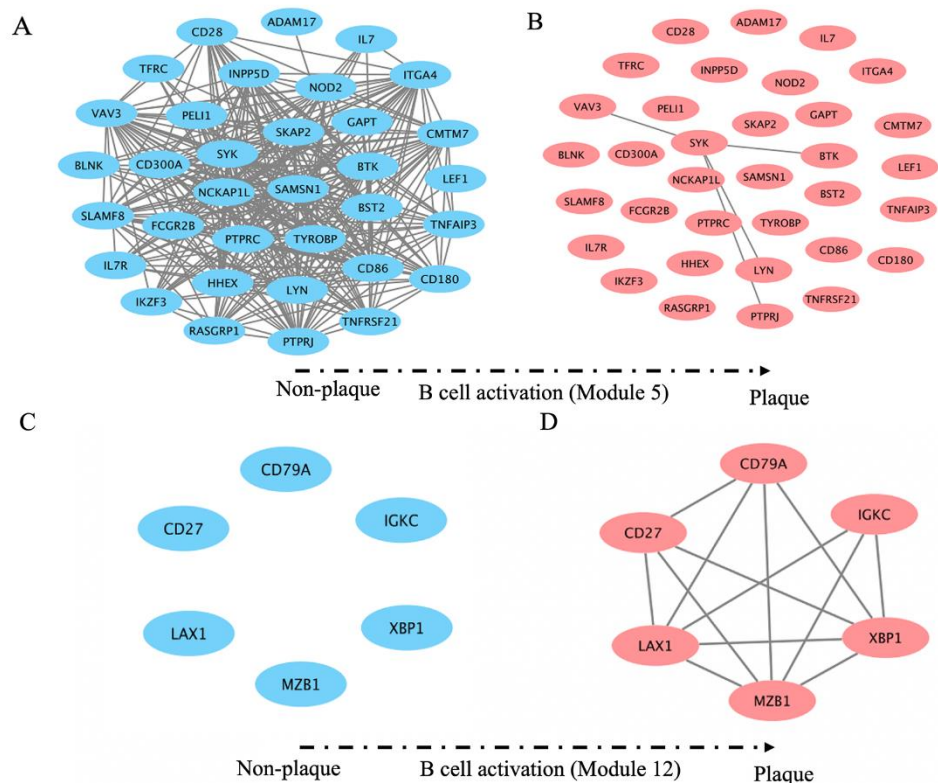 A
CD28
ADAM17
IL7
TFRC
INPP5D
NOD2
ITGA4
VAV3
PELI1
SKAP2
GAPT
CMTM7
BLNK
CD300A
SYK
BTK
LEF1
NCKAP1L
SAMSN1
SLAMF8
FCGR2B
BST2
TNFAIP3
PTPRC
TYROBP
IL7R
HHEX
LYN
CD86
CD180
IKZF3
RASGRP1
PTPRJ
TNFRSF21
B
CD28
ADAM17
IL7
TFRC
INPP5D
NOD2
ITGA4
VAV3
PELI1
SKAP2
GAPT
CMTM7
BLNK
CD300A
SYK
BTK
LEF1
NCKAP1L
SAMSN1
SLAMF8
FCGR2B
BST2
TNFAIP3
PTPRC
TYROBP
IL7R
HHEX
LYN
CD86
CD180
IKZF3
RASGRP1
PTPRJ
TNFRSF21
Non-plaque B cell activation (Module 5) Plaque
C
CD79A
CD27
IGKC
LAX1
XBP1
MZB1
D
CD79A
CD27
IGKC
LAX1
XBP1
MZB1
Non-plaque B cell activation (Module 12) Plaque